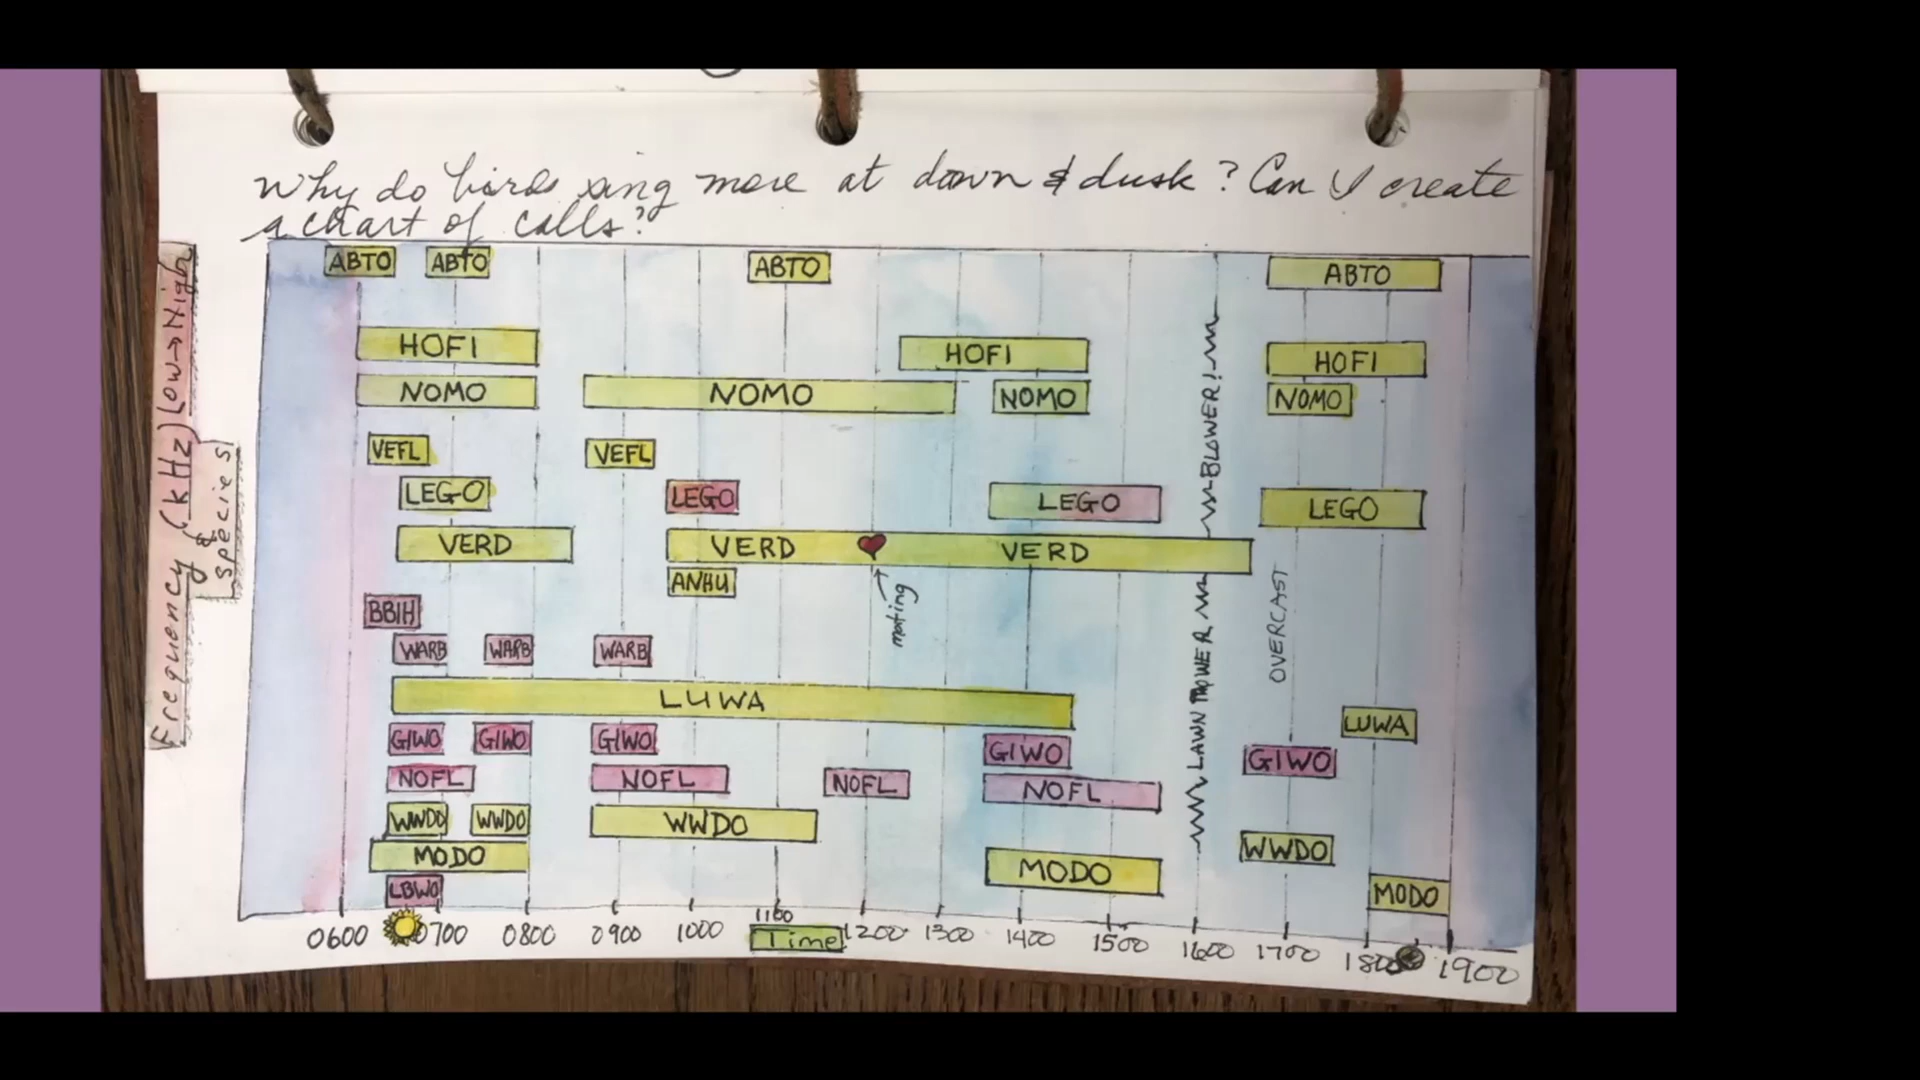 Why do birds sing more at dawn & dusk? Can I create
a chart of calls?
Frequency (kHz) Low→High
& Species
ABTO ABTO ABTO ABTO
HOFI HOFI HOFI
NOMO NOMO NOMO NOMO
VEFL VEFL
LEGO LEGO LEGO LEGO
VERD VERD VERD
ANHU
mating
BBIH
WARB WARB WARB
LUWA
LUWA
GIWO GIWO GIWO GIWO GIWO
NOFL NOFL NOFL NOFL
WWDO WWDO WWDO WWDO
MODO MODO MODO
LBWO
LAWN MOWER BLOWER!
OVERCAST
0600 0700 0800 0900 1000 1100 1200 1300 1400 1500 1600 1700 1800 1900
Time